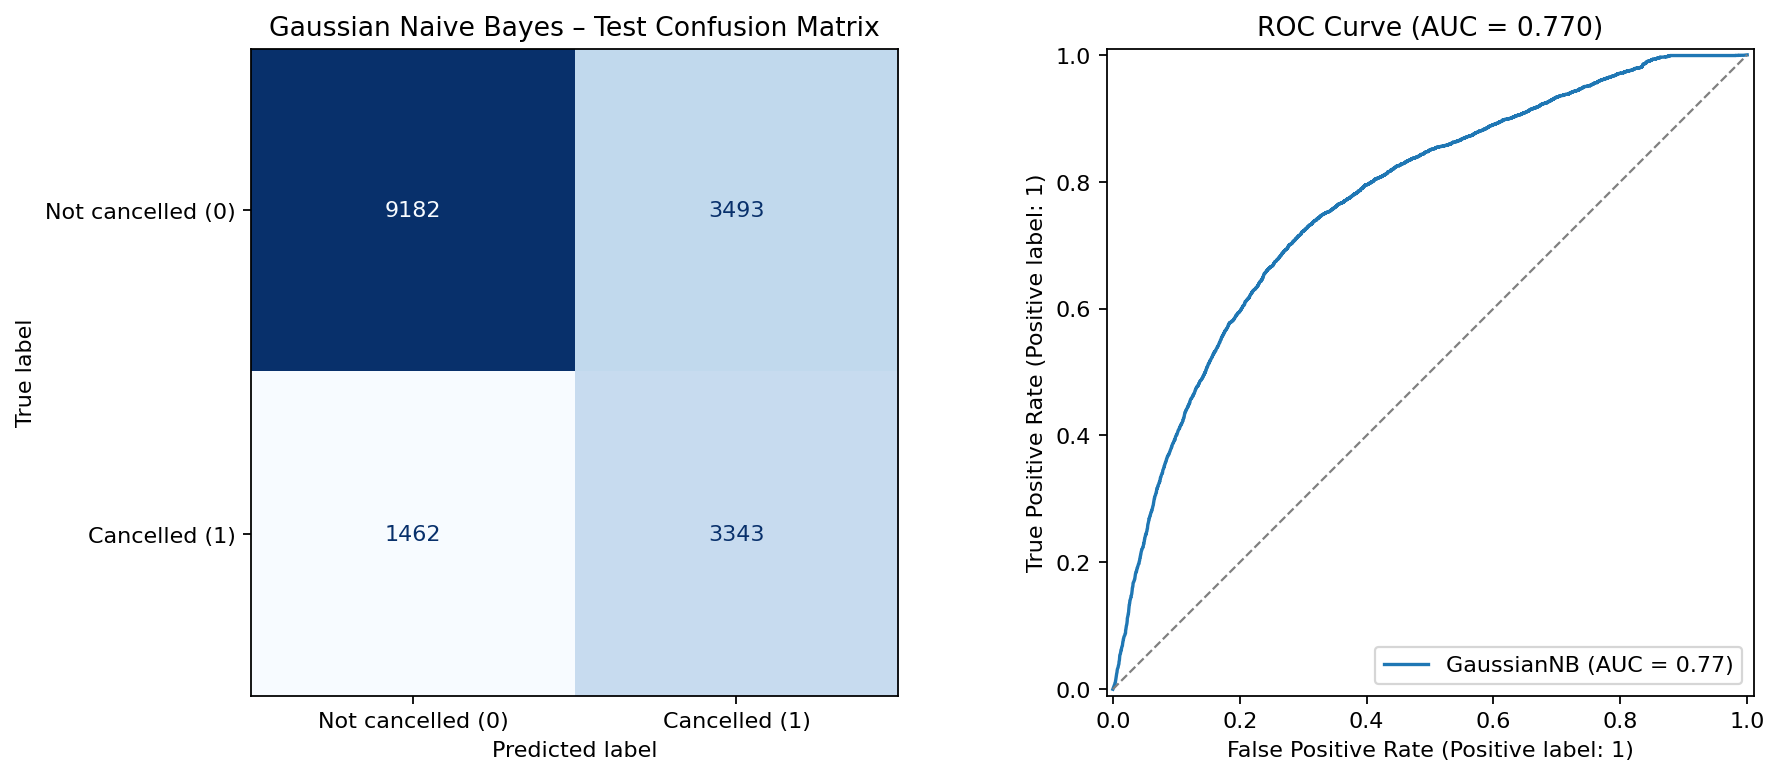 Gaussian Naive Bayes – Test Confusion Matrix
True label
Not cancelled (0)
Cancelled (1)
9182
3493
1462
3343
Not cancelled (0)
Cancelled (1)
Predicted label
ROC Curve (AUC = 0.770)
True Positive Rate (Positive label: 1)
1.0
0.8
0.6
0.4
0.2
0.0
GaussianNB (AUC = 0.77)
0.0
0.2
0.4
0.6
0.8
1.0
False Positive Rate (Positive label: 1)